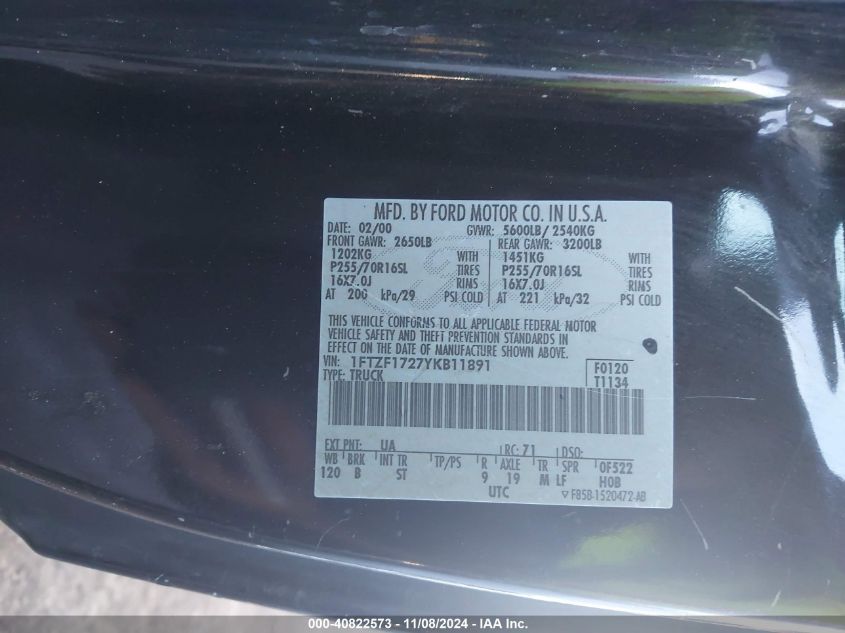 MFD. BY FORD MOTOR CO. IN U.S.A.
DATE: 02/00 GVWR: 5600LB/ 2540KG
FRONT GAWR: 2650LB REAR GAWR: 3200LB
1202KG WITH 1451KG WITH
P255/70R16SL TIRES P255/70R16SL TIRES
16X7.0J RIMS 16X7.0J RIMS
AT 200 kPa/29 PSI COLD AT 221 kPa/32 PSI COLD
THIS VEHICLE CONFORMS TO ALL APPLICABLE FEDERAL MOTOR
VEHICLE SAFETY AND THEFT PREVENTION STANDARDS IN
EFFECT ON THE DATE OF MANUFACTURE SHOWN ABOVE.
VIN: 1FTZF1727YKB11891 F0120
TYPE: TRUCK T1134
EXT PNT: UA RC: 71 DSO:
WB BRK INT TR TP/PS R AXLE TR SPR 0F522
120 B ST 9 19 M LF H0B
UTC F85B-1520472-AB
000-40822573 - 11/08/2024 - IAA, Inc.